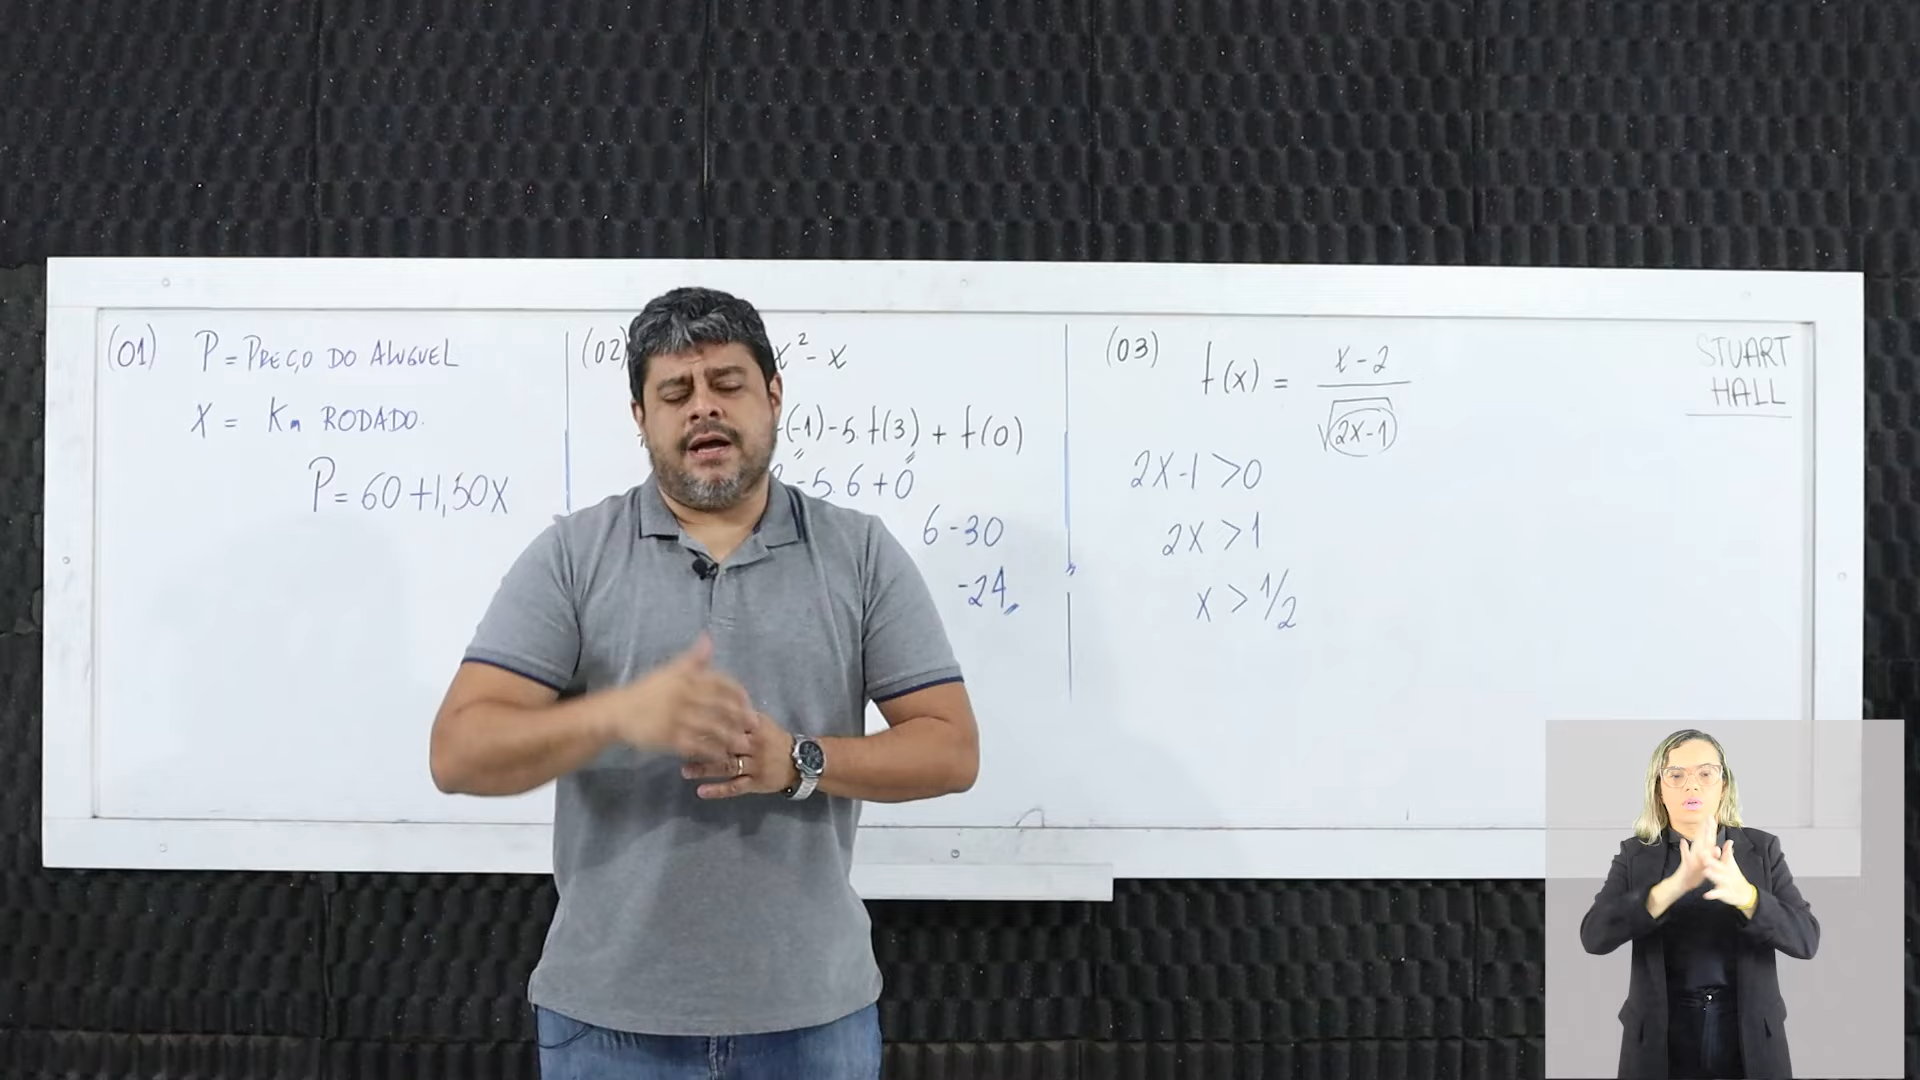 (01) P = PREÇO DO ALUGUEL
X = Km RODADO.
P = 60 + 1,50X
(02) x² - x
(-1) - 5. f(3) + f(0)
- 5. 6 + 0
6 - 30
-24
(03) f(x) = x - 2 / √(2x-1)
2x - 1 > 0
2x > 1
x > 1/2
STUART
HALL